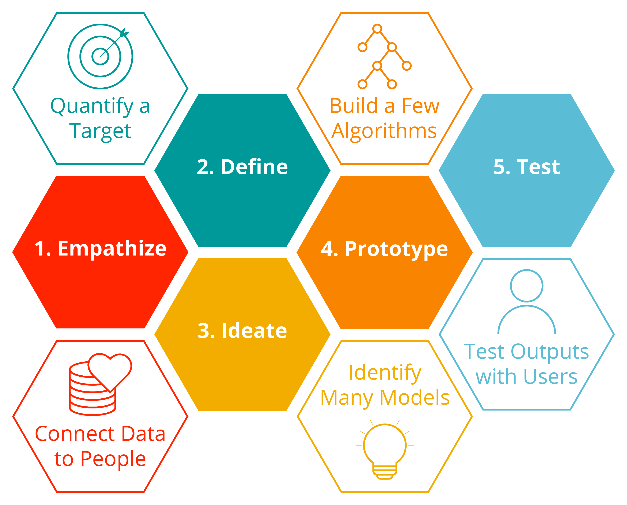 Quantify a
Target
Build a Few
Algorithms
2. Define
5. Test
1. Empathize
4. Prototype
3. Ideate
Test Outputs
with Users
Identify
Many Models
Connect Data
to People